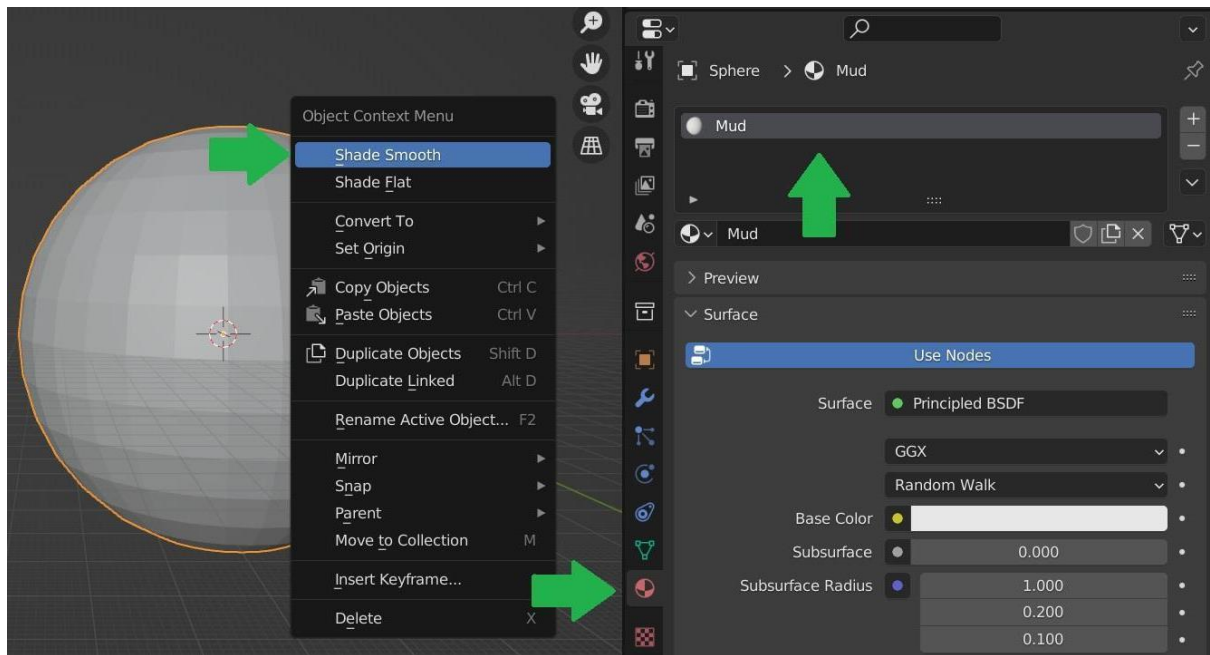 Object Context Menu
Shade Smooth
Shade Flat
Convert To
Set Origin
Copy Objects Ctrl C
Paste Objects Ctrl V
Duplicate Objects Shift D
Duplicate Linked Alt D
Rename Active Object... F2
Mirror
Snap
Parent
Move to Collection M
Insert Keyframe...
Delete X
Sphere > Mud
Mud
Mud
Preview
Surface
Use Nodes
Surface Principled BSDF
GGX
Random Walk
Base Color
Subsurface 0.000
Subsurface Radius 1.000
0.200
0.100